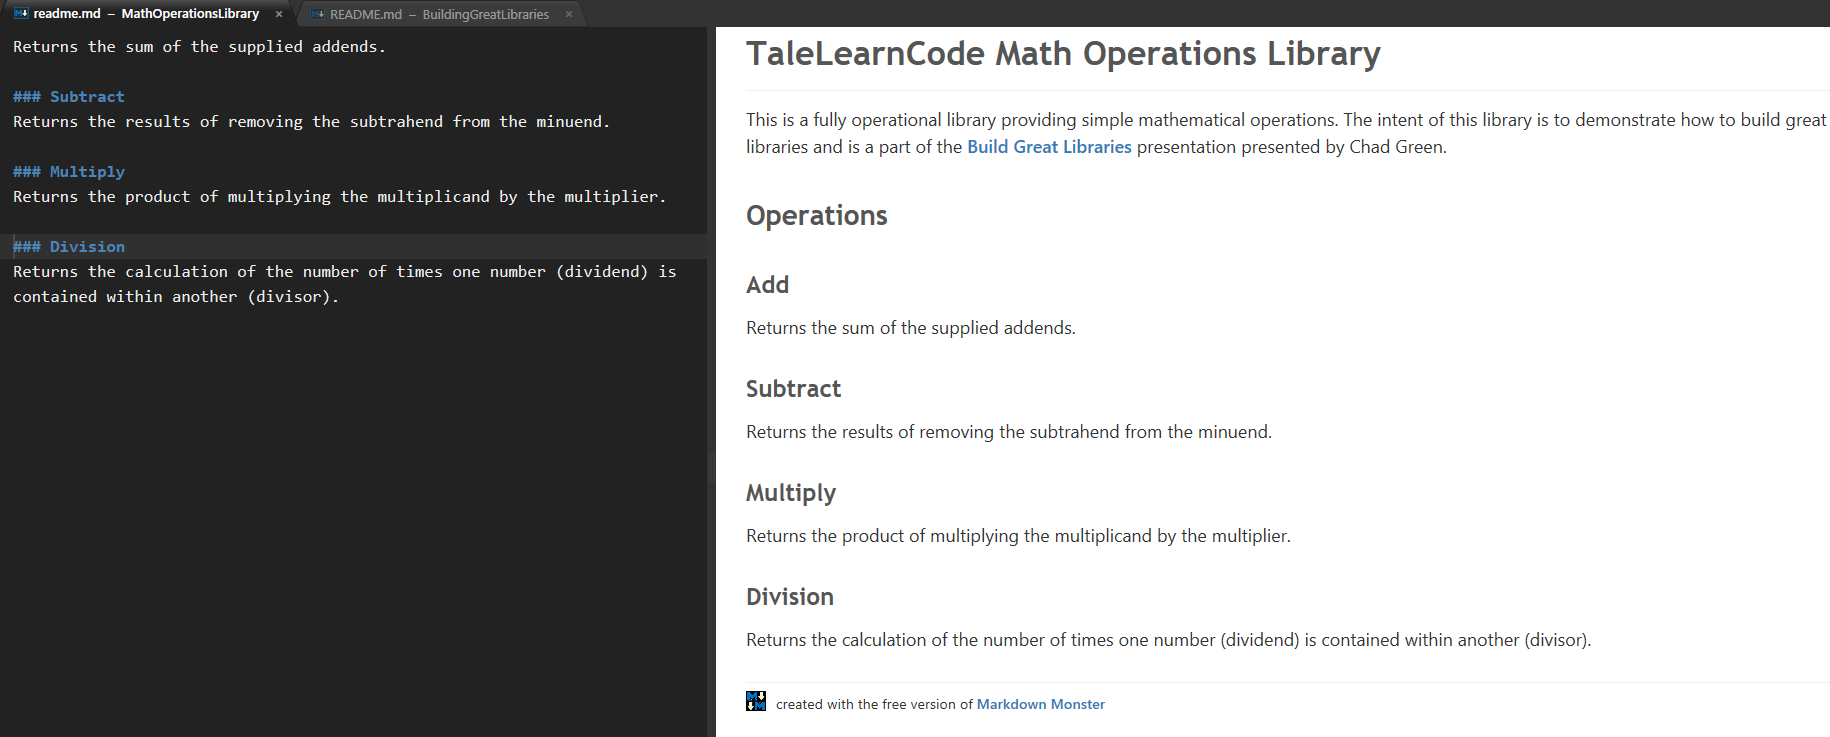 readme.md – MathOperationsLibrary ×
README.md – BuildingGreatLibraries ×
Returns the sum of the supplied addends.
### Subtract
Returns the results of removing the subtrahend from the minuend.
### Multiply
Returns the product of multiplying the multiplicand by the multiplier.
### Division
Returns the calculation of the number of times one number (dividend) is
contained within another (divisor).
TaleLearnCode Math Operations Library
This is a fully operational library providing simple mathematical operations. The intent of this library is to demonstrate how to build great
libraries and is a part of the Build Great Libraries presentation presented by Chad Green.
Operations
Add
Returns the sum of the supplied addends.
Subtract
Returns the results of removing the subtrahend from the minuend.
Multiply
Returns the product of multiplying the multiplicand by the multiplier.
Division
Returns the calculation of the number of times one number (dividend) is contained within another (divisor).
created with the free version of Markdown Monster